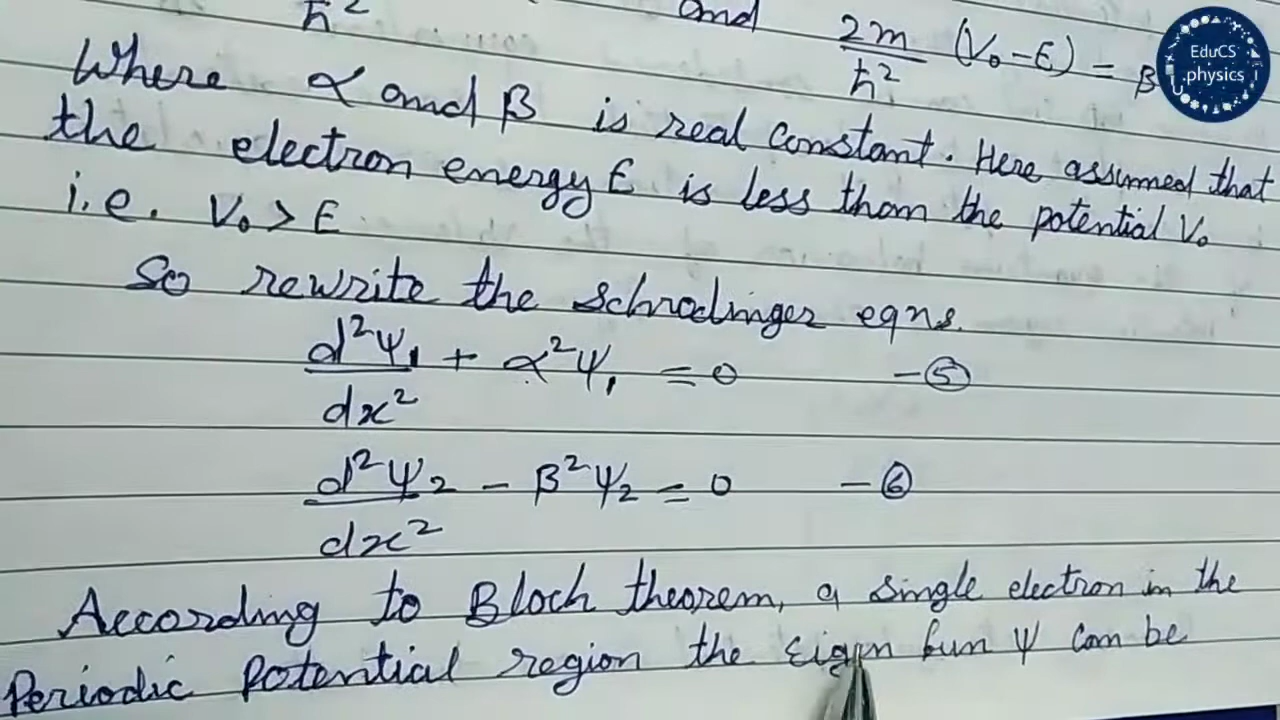 ħ² and 2m/ħ² (V₀-E) = β
Where α and β is real constant. Here assumed that
the electron energy E is less than the potential V₀
i.e. V₀ > E
So rewrite the schrodinger eqns.
d²ψ₁/dx² + α²ψ₁ = 0 -⑤
d²ψ₂/dx² - β²ψ₂ = 0 -⑥
According to Bloch theorem, a single electron in the
Periodic potential region the Eigen fun ψ can be
EduCS
.physics